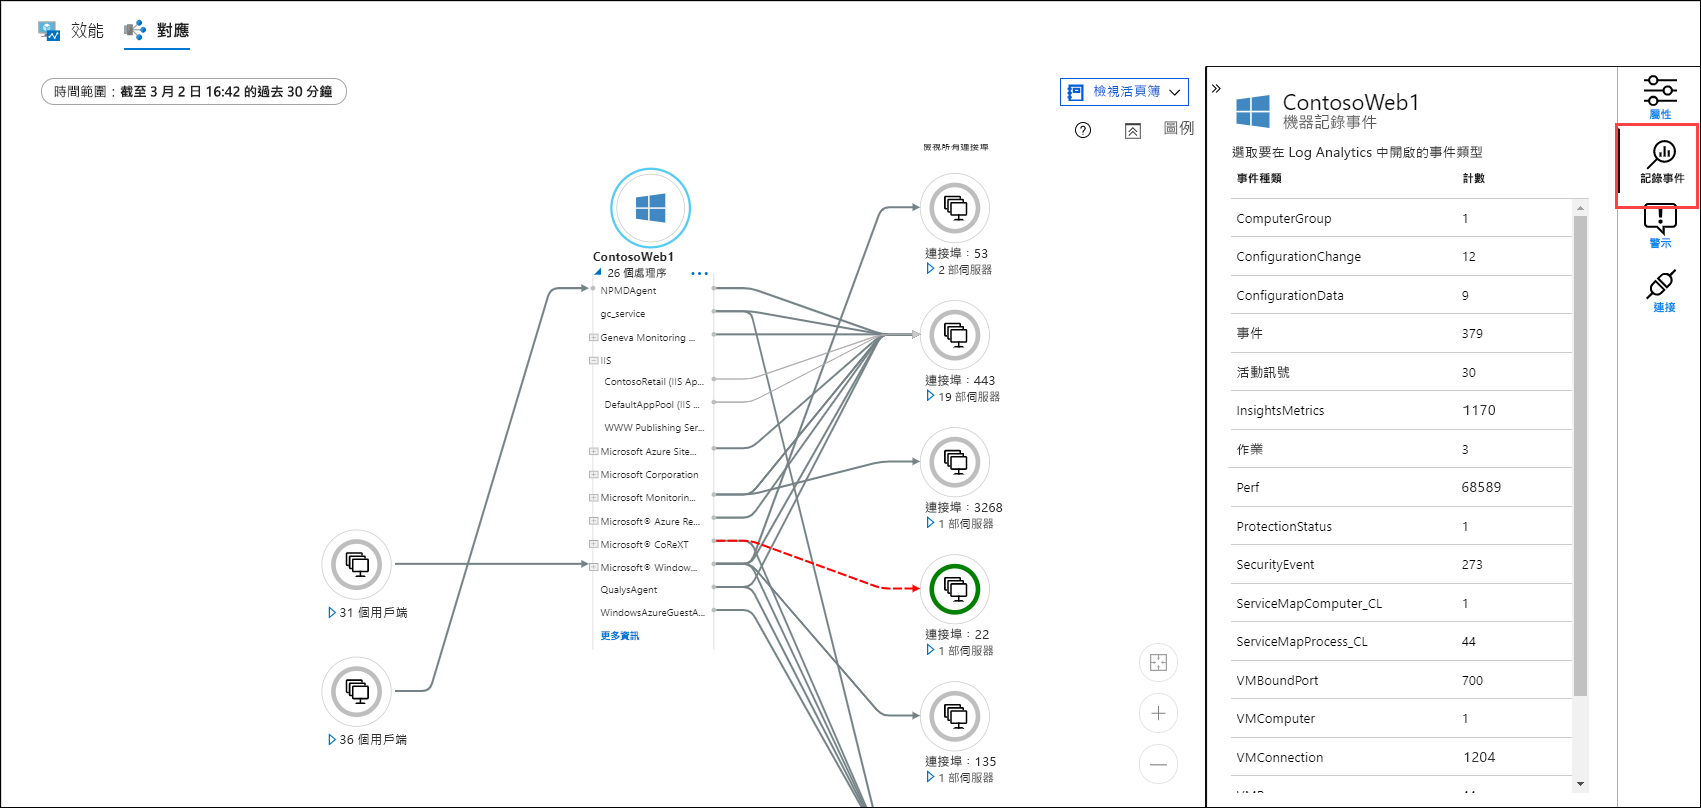 效能
對應
時間範圍：截至 3 月 2 日 16:42 的過去 30 分鐘
檢視活頁簿
圖例
檢視所有連接埠
ContosoWeb1
26 個處理序
NPMDAgent
gc_service
Geneva Monitoring ...
IIS
ContosoRetail (IIS Ap...
DefaultAppPool (IIS ...
WWW Publishing Ser...
Microsoft Azure Site...
Microsoft Corporation
Microsoft Monitorin...
Microsoft® Azure Re...
Microsoft® CoReXT
Microsoft® Window...
QualysAgent
WindowsAzureGuestA...
更多資訊
31 個用戶端
36 個用戶端
連接埠：53
2 部伺服器
連接埠：443
19 部伺服器
連接埠：3268
1 部伺服器
連接埠：22
1 部伺服器
連接埠：135
1 部伺服器
ContosoWeb1
機器記錄事件
選取要在 Log Analytics 中開啟的事件類型
事件種類 計數
ComputerGroup 1
ConfigurationChange 12
ConfigurationData 9
事件 379
活動訊號 30
InsightsMetrics 1170
作業 3
Perf 68589
ProtectionStatus 1
SecurityEvent 273
ServiceMapComputer_CL 1
ServiceMapProcess_CL 44
VMBoundPort 700
VMComputer 1
VMConnection 1204
屬性
記錄事件
警示
連接